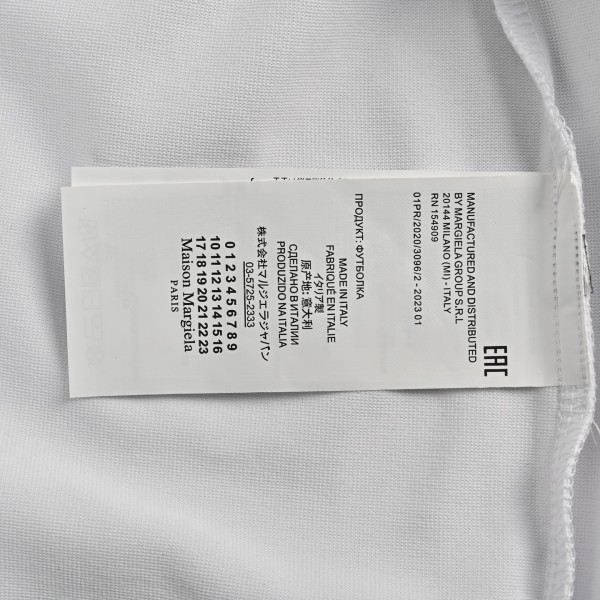 EAC
MANUFACTURED AND DISTRIBUTED
BY MARGIELA GROUP S.R.L
20144 MILANO (MI) - ITALY
RN 154909
01PR/2020/3096/2 - 2023 01
ПРОДУКТ: ФУТБОЛКА
MADE IN ITALY
FABRIQUÉ EN ITALIE
イタリア製
原产地: 意大利
СДЕЛАНО В ИТАЛИИ
PRODUZIDO NA ITALIA
株式会社マルジエラジャパン
03-5725-2333
0 1 2 3 4 5 6 7 8 9
10 11 12 13 14 15 16
17 18 19 20 21 22 23
Maison Margiela
PARIS